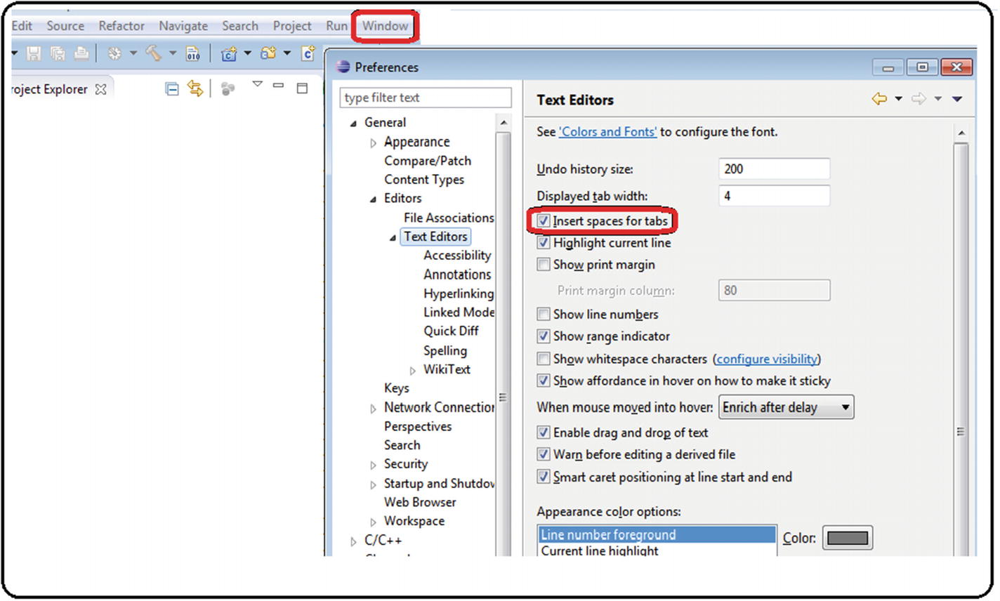 Edit Source Refactor Navigate Search Project Run Window
010
Project Explorer
Preferences
type filter text
General
Appearance
Compare/Patch
Content Types
Editors
File Associations
Text Editors
Accessibility
Annotations
Hyperlinking
Linked Mode
Quick Diff
Spelling
WikiText
Keys
Network Connection
Perspectives
Search
Security
Startup and Shutdow
Web Browser
Workspace
C/C++
Text Editors
See 'Colors and Fonts' to configure the font.
Undo history size: 200
Displayed tab width: 4
Insert spaces for tabs
Highlight current line
Show print margin
Print margin column: 80
Show line numbers
Show range indicator
Show whitespace characters (configure visibility)
Show affordance in hover on how to make it sticky
When mouse moved into hover: Enrich after delay
Enable drag and drop of text
Warn before editing a derived file
Smart caret positioning at line start and end
Appearance color options:
Line number foreground Color:
Current line highlight